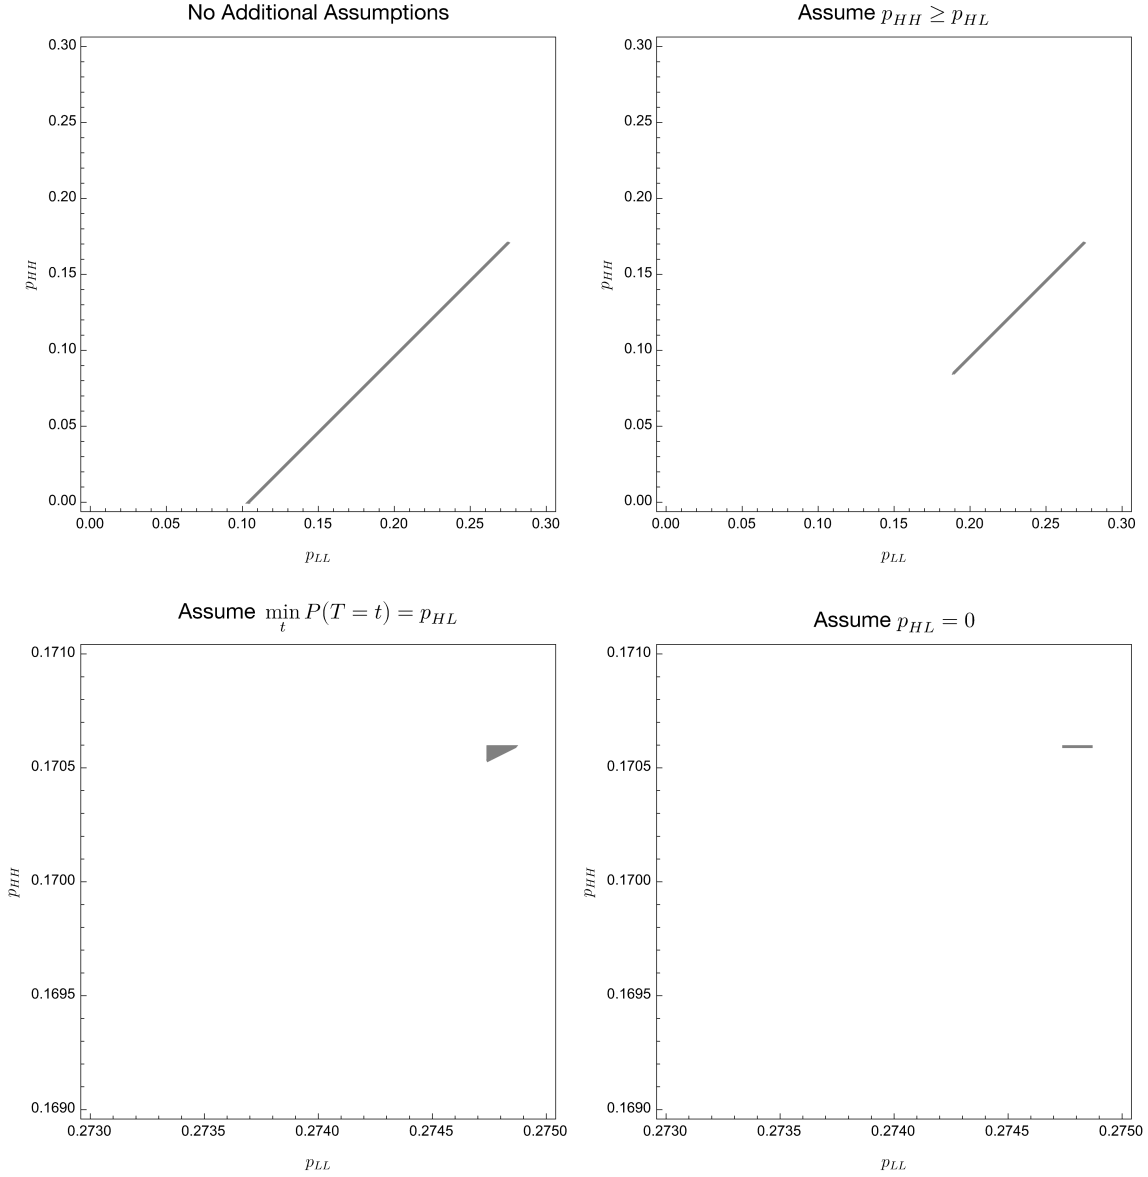 No Additional Assumptions
0.30
0.25
0.20
0.15
0.10
0.05
0.00
p_HH
0.00 0.05 0.10 0.15 0.20 0.25 0.30
p_LL
Assume p_HH ≥ p_HL
0.30
0.25
0.20
0.15
0.10
0.05
0.00
p_HH
0.00 0.05 0.10 0.15 0.20 0.25 0.30
p_LL
Assume min_t P(T = t) = p_HL
0.1710
0.1705
0.1700
0.1695
0.1690
p_HH
0.2730 0.2735 0.2740 0.2745 0.2750
p_LL
Assume p_HL = 0
0.1710
0.1705
0.1700
0.1695
0.1690
p_HH
0.2730 0.2735 0.2740 0.2745 0.2750
p_LL